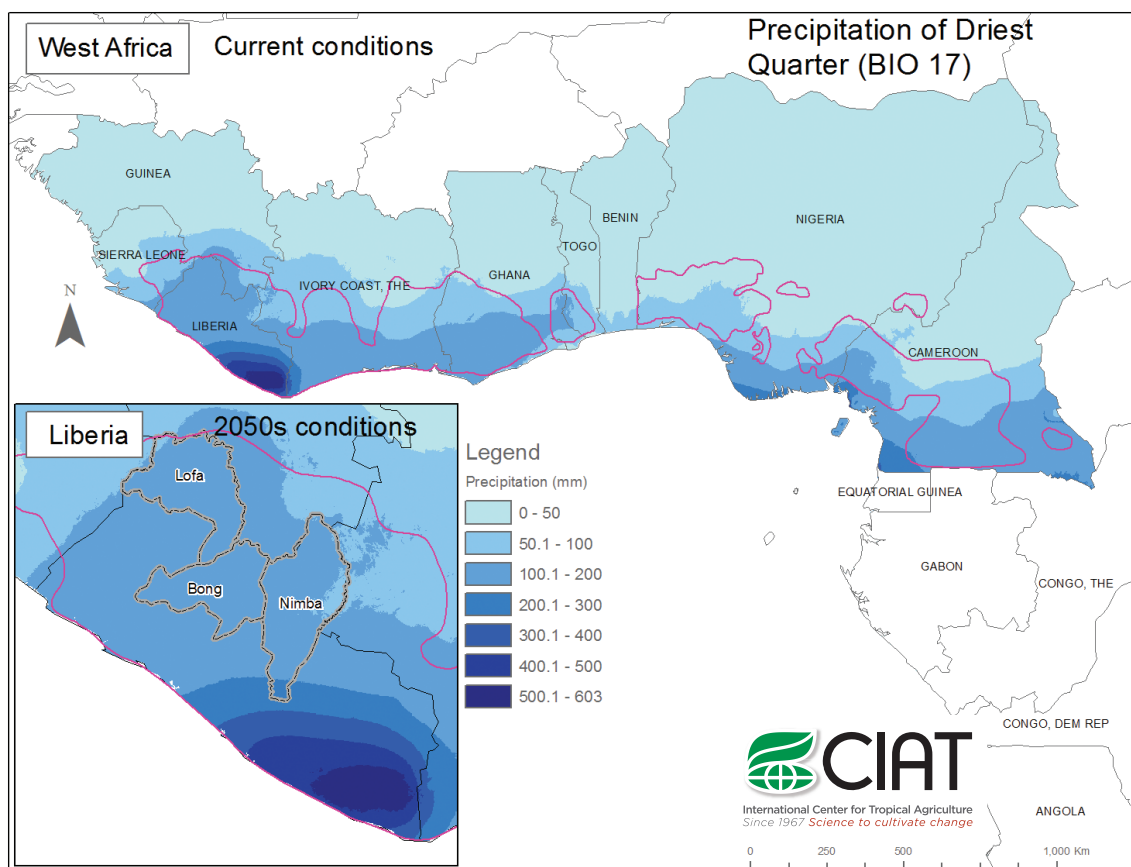 West Africa
Current conditions
Precipitation of Driest
Quarter (BIO 17)
GUINEA
SIERRA LEONE
LIBERIA
IVORY COAST, THE
GHANA
TOGO
BENIN
NIGERIA
CAMEROON
N
EQUATORIAL GUINEA
GABON
CONGO, THE
CONGO, DEM REP
ANGOLA
Liberia
2050s conditions
Lofa
Bong
Nimba
Legend
Precipitation (mm)
0 - 50
50.1 - 100
100.1 - 200
200.1 - 300
300.1 - 400
400.1 - 500
500.1 - 603
CIAT
International Center for Tropical Agriculture
Since 1967 Science to cultivate change
0 250 500 1,000 Km